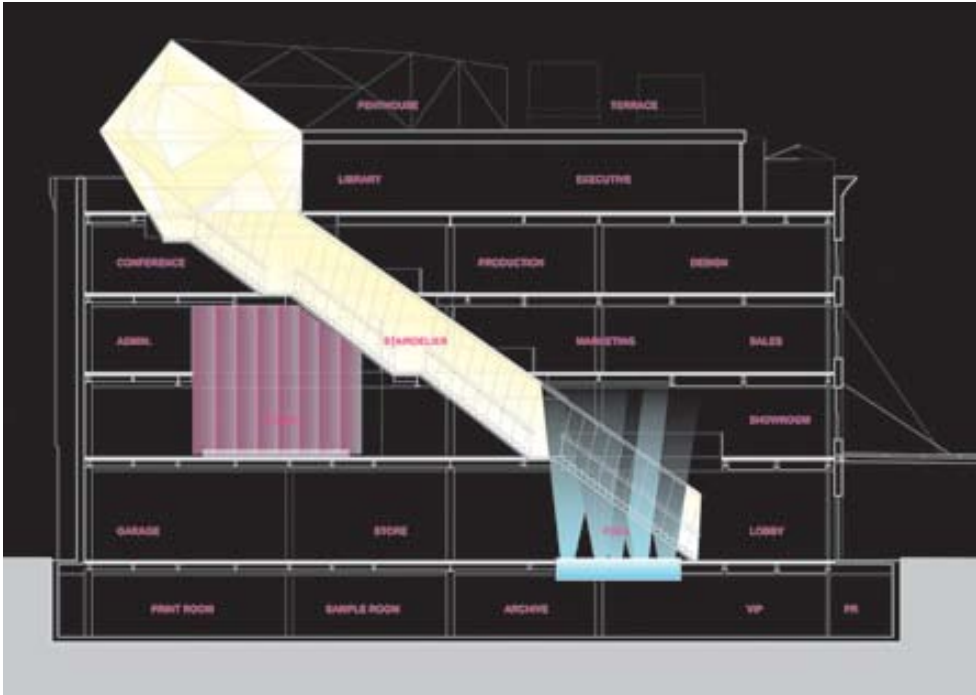 PENTHOUSE TERRACE
LIBRARY EXECUTIVE
CONFERENCE PRODUCTION DESIGN
ADMIN. STAIRDELIER MARKETING SALES
SHOWROOM
GARAGE STORE POOL LOBBY
PRINT ROOM SAMPLE ROOM ARCHIVE VIP PR